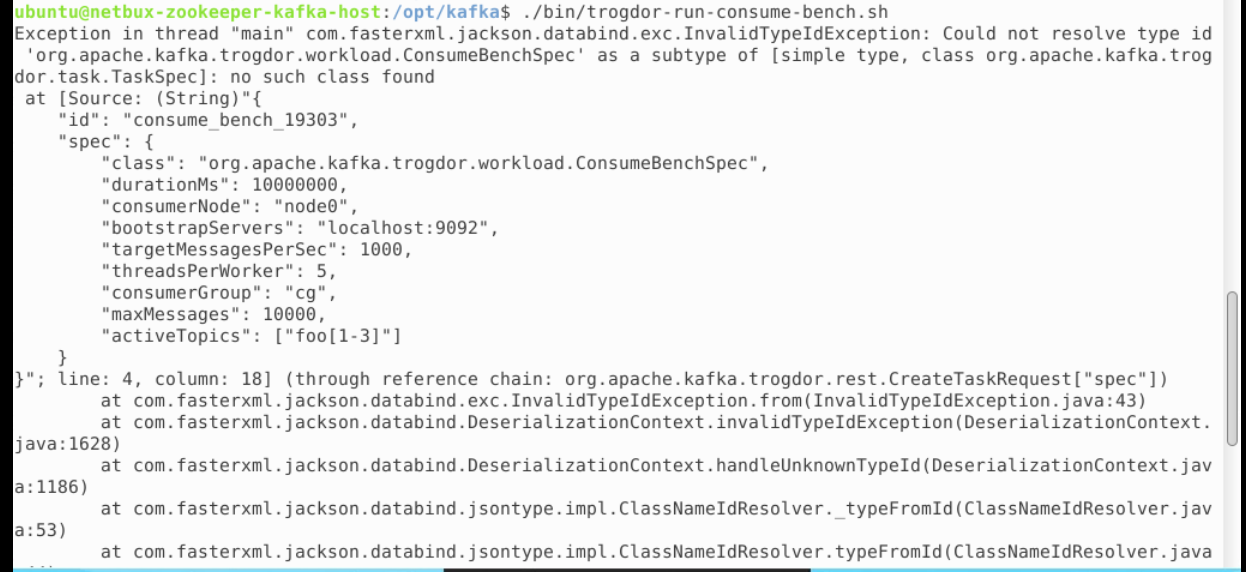 ubuntu@netbux-zookeeper-kafka-host:/opt/kafka$ ./bin/trogdor-run-consume-bench.sh
Exception in thread "main" com.fasterxml.jackson.databind.exc.InvalidTypeIdException: Could not resolve type id
 'org.apache.kafka.trogdor.workload.ConsumeBenchSpec' as a subtype of [simple type, class org.apache.kafka.trog
dor.task.TaskSpec]: no such class found
 at [Source: (String)"{
    "id": "consume_bench_19303",
    "spec": {
        "class": "org.apache.kafka.trogdor.workload.ConsumeBenchSpec",
        "durationMs": 10000000,
        "consumerNode": "node0",
        "bootstrapServers": "localhost:9092",
        "targetMessagesPerSec": 1000,
        "threadsPerWorker": 5,
        "consumerGroup": "cg",
        "maxMessages": 10000,
        "activeTopics": ["foo[1-3]"]
    }
}"; line: 4, column: 18] (through reference chain: org.apache.kafka.trogdor.rest.CreateTaskRequest["spec"])
        at com.fasterxml.jackson.databind.exc.InvalidTypeIdException.from(InvalidTypeIdException.java:43)
        at com.fasterxml.jackson.databind.DeserializationContext.invalidTypeIdException(DeserializationContext.
java:1628)
        at com.fasterxml.jackson.databind.DeserializationContext.handleUnknownTypeId(DeserializationContext.jav
a:1186)
        at com.fasterxml.jackson.databind.jsontype.impl.ClassNameIdResolver._typeFromId(ClassNameIdResolver.jav
a:53)
        at com.fasterxml.jackson.databind.jsontype.impl.ClassNameIdResolver.typeFromId(ClassNameIdResolver.java